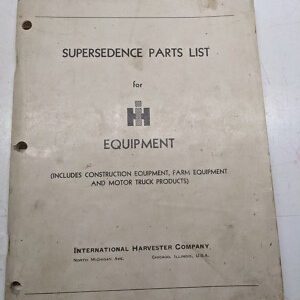 SUPERSEDENCE PARTS LIST
for
IH
EQUIPMENT
(INCLUDES CONSTRUCTION EQUIPMENT, FARM EQUIPMENT
AND MOTOR TRUCK PRODUCTS)
INTERNATIONAL HARVESTER COMPANY
NORTH MICHIGAN AVE. CHICAGO, ILLINOIS, U.S.A.